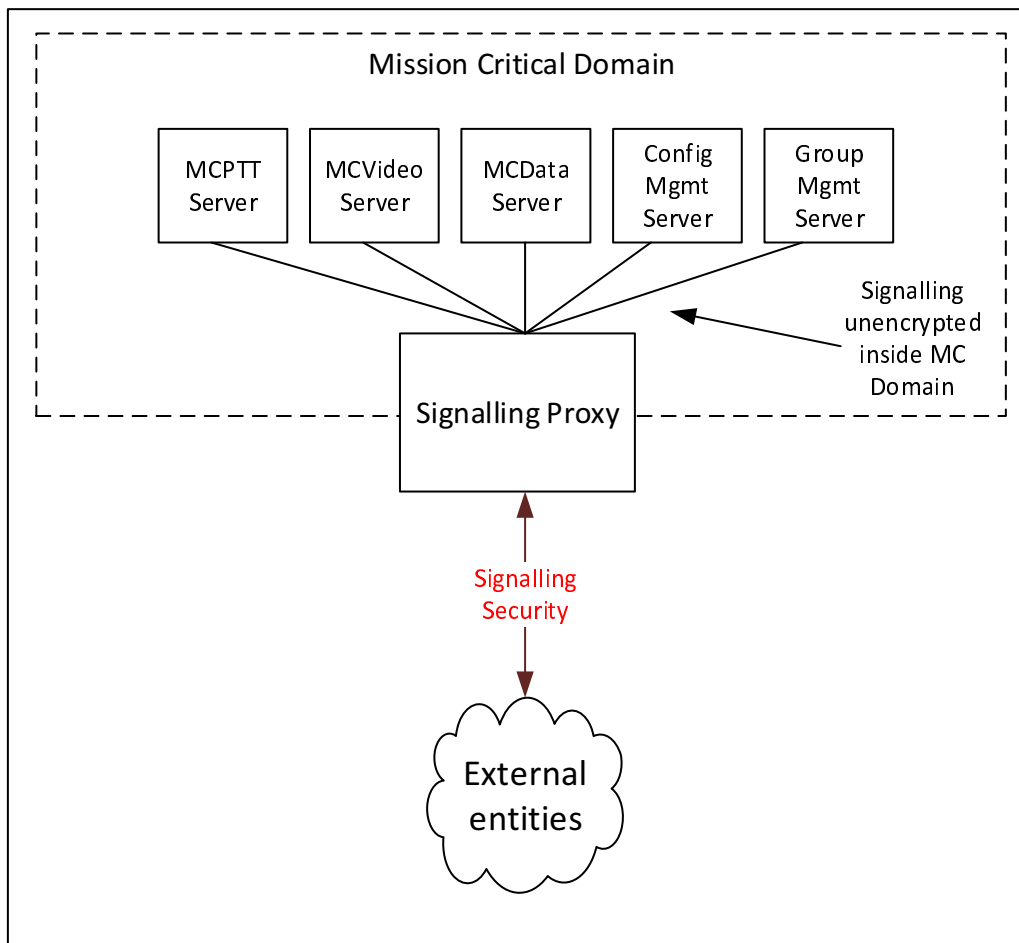 Mission Critical Domain
MCPTT
Server
MCVideo
Server
MCData
Server
Config
Mgmt
Server
Group
Mgmt
Server
Signalling
unencrypted
inside MC
Domain
Signalling Proxy
Signalling
Security
External
entities